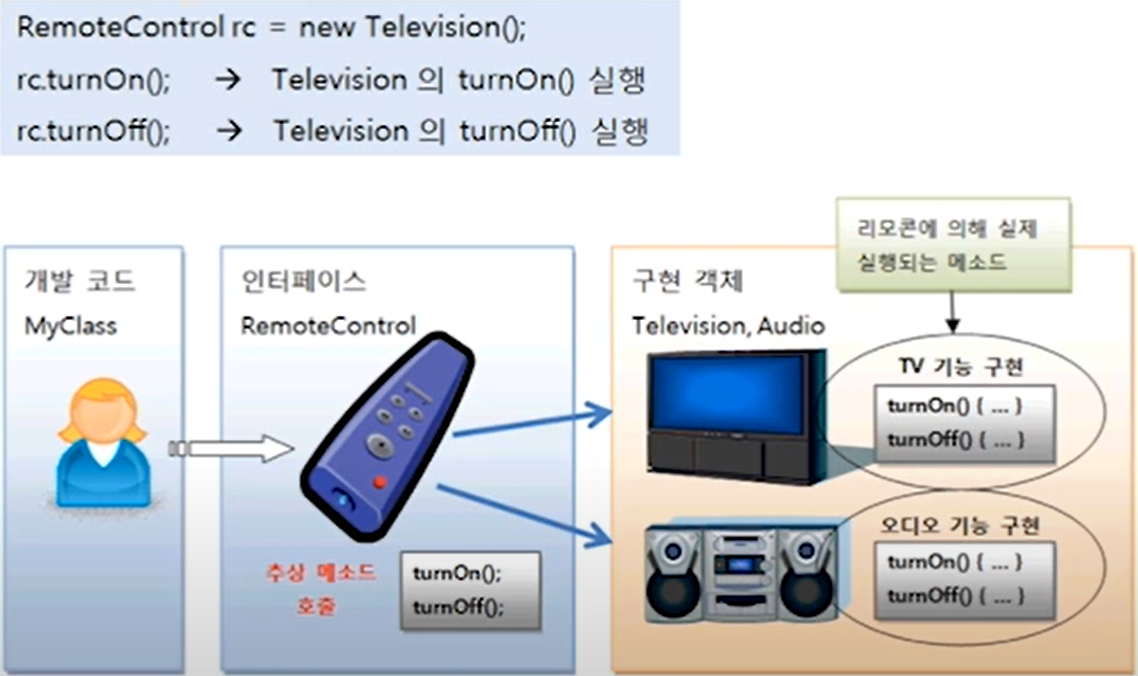 RemoteControl rc = new Television();
rc.turnOn(); → Television 의 turnOn() 실행
rc.turnOff(); → Television 의 turnOff() 실행
리모콘에 의해 실제
실행되는 메소드
개발 코드
MyClass
인터페이스
RemoteControl
추상 메소드
호출
turnOn();
turnOff();
구현 객체
Television, Audio
TV 기능 구현
turnOn() { ... }
turnOff() { ... }
오디오 기능 구현
turnOn() { ... }
turnOff() { ... }